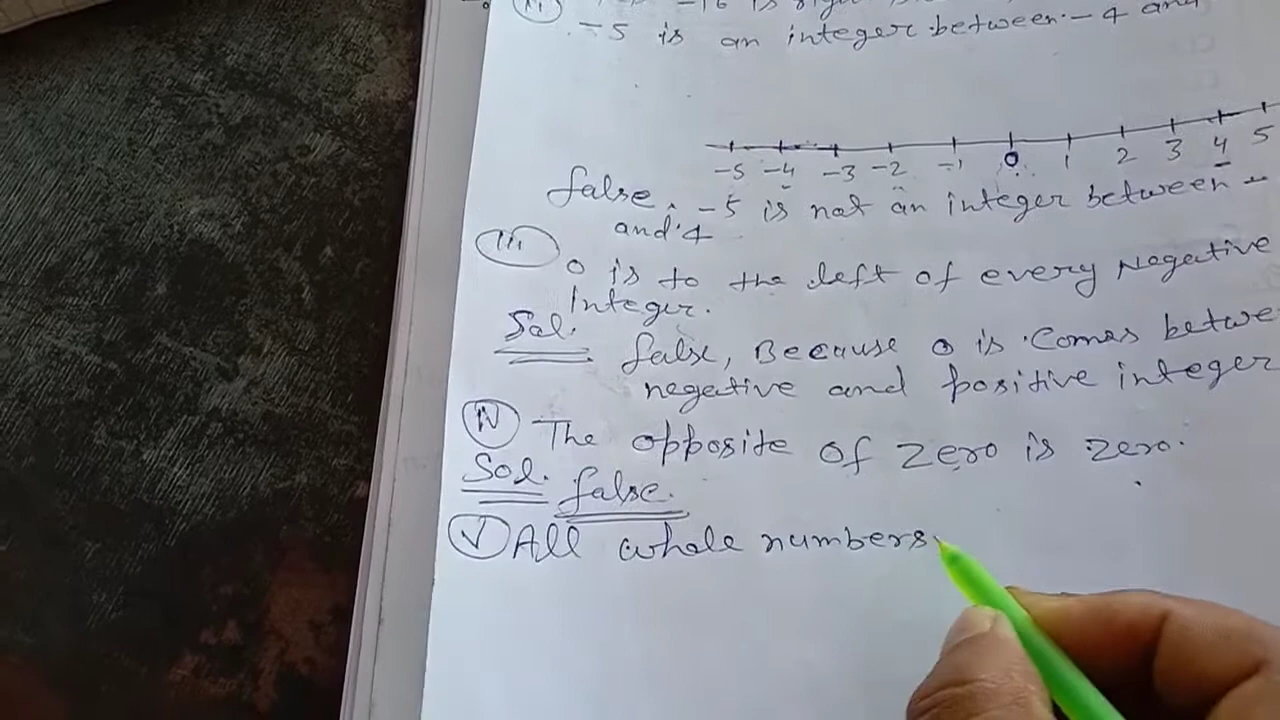 -16 is
-5 is an integer between -4 and
-5 -4 -3 -2 -1 0 1 2 3 4 5
false. -5 is not an integer between -
and 4
III
0 is to the left of every Negative
Integer.
Sol. false, Because 0 is comes betwe
negative and positive integer
IV The opposite of zero is zero.
Sol. false.
V All whole numbers